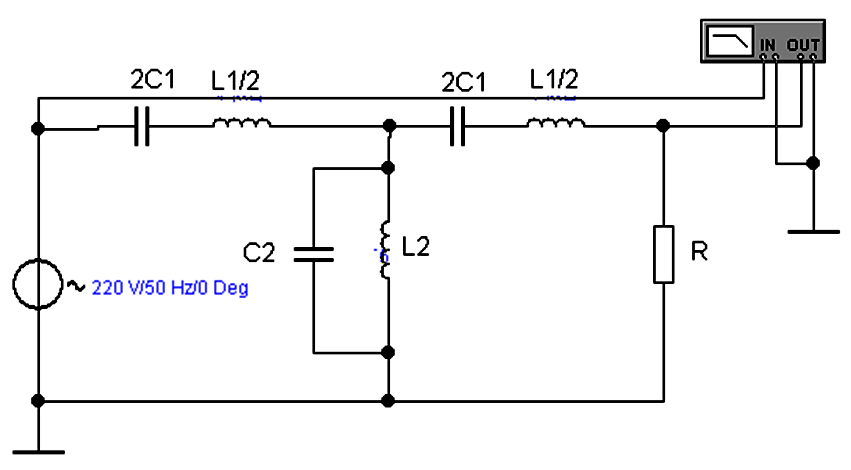 IN OUT
2C1
L1/2
2C1
L1/2
C2
L2
R
220 V/50 Hz/0 Deg